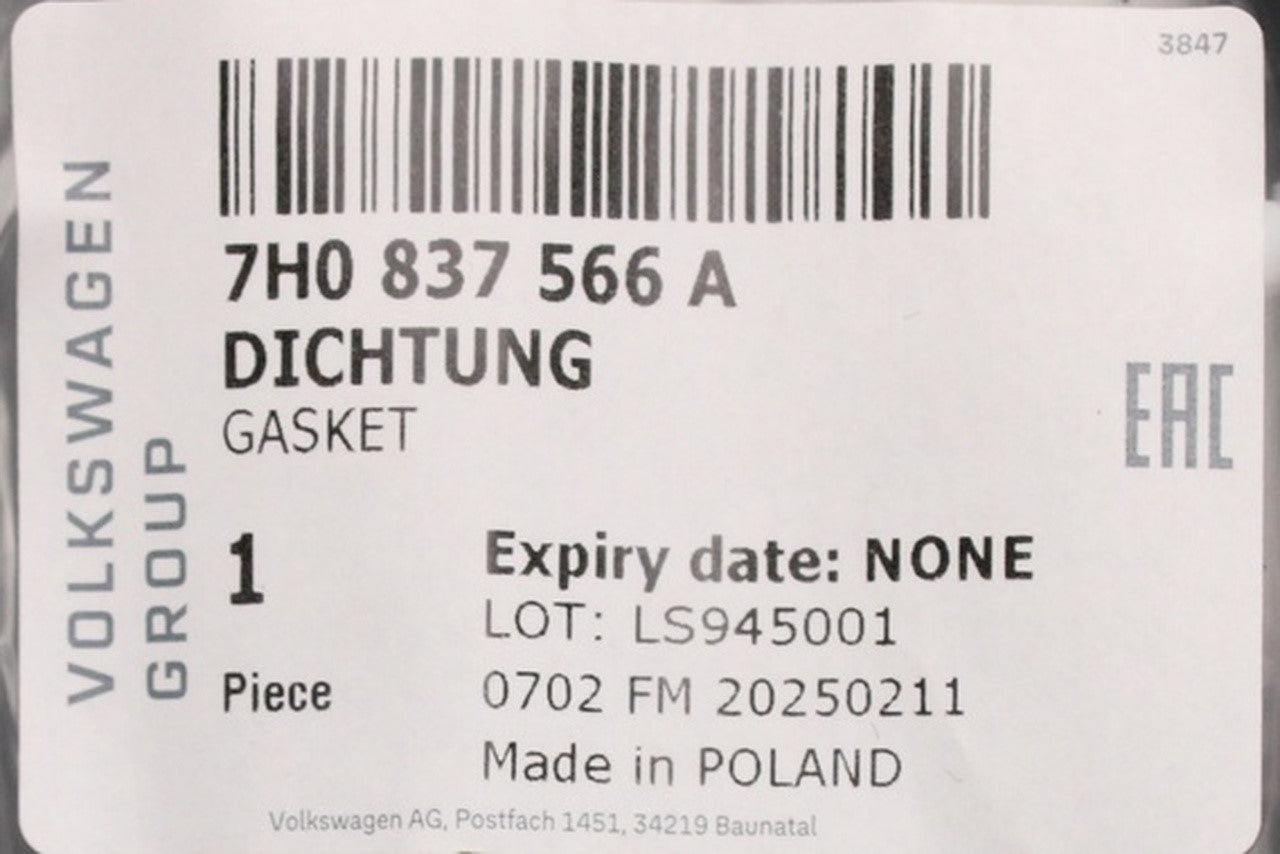 3847
VOLKSWAGEN
GROUP
7H0 837 566 A
DICHTUNG
GASKET
EAC
1
Piece
Expiry date: NONE
LOT: LS945001
0702 FM 20250211
Made in POLAND
Volkswagen AG, Postfach 1451, 34219 Baunatal